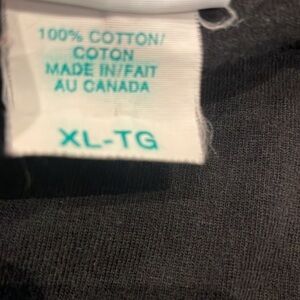 100% COTTON/
COTON
MADE IN/FAIT
AU CANADA
XL-TG